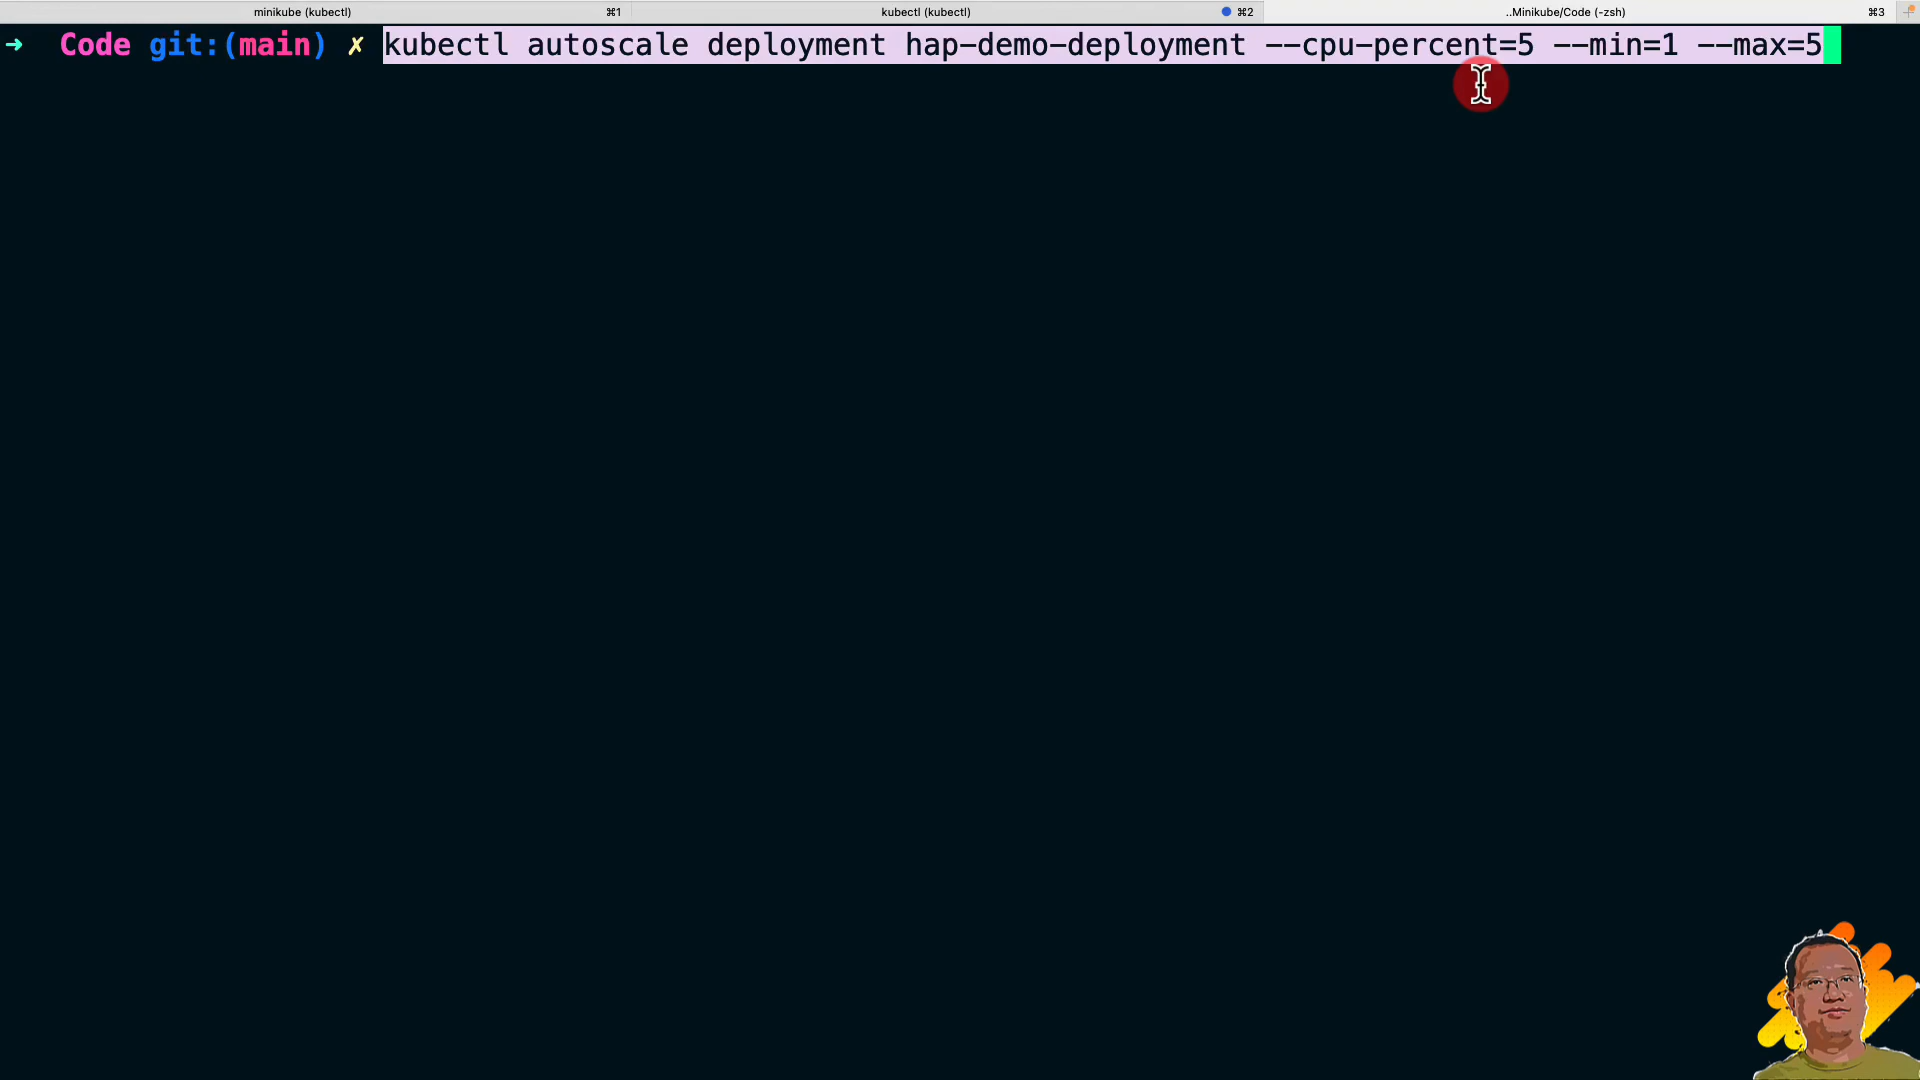 minikube (kubectl) ⌘1 kubectl (kubectl) ⌘2 ..Minikube/Code (-zsh) ⌘3
➜ Code git:(main) ✗ kubectl autoscale deployment hap-demo-deployment --cpu-percent=5 --min=1 --max=5